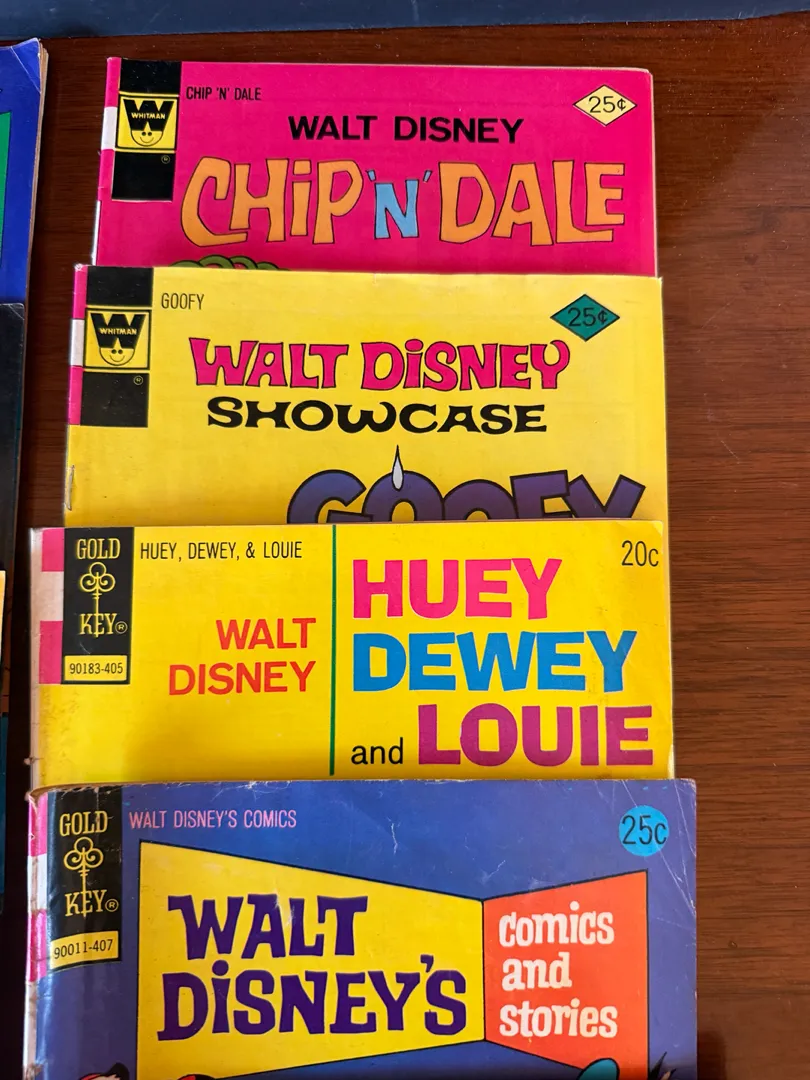 WHITMAN
CHIP 'N' DALE
25¢
WALT DISNEY
CHIP 'N' DALE
WHITMAN
GOOFY
25¢
WALT DISNEY
SHOWCASE
GOOFY
GOLD
KEY®
90183-405
HUEY, DEWEY, & LOUIE
20c
WALT
DISNEY
HUEY
DEWEY
and LOUIE
GOLD
KEY®
90011-407
WALT DISNEY'S COMICS
25c
WALT
DISNEY'S
comics
and
stories